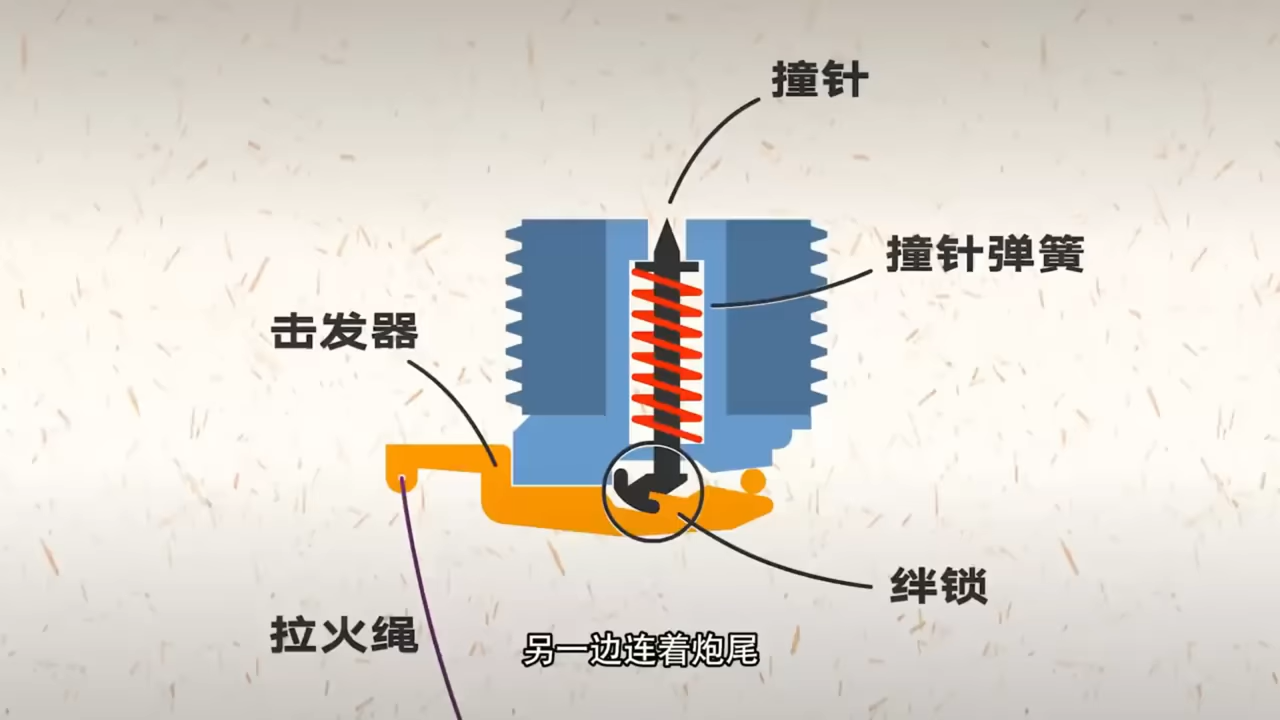 撞针
撞针弹簧
击发器
绊锁
拉火绳
另一边连着炮尾